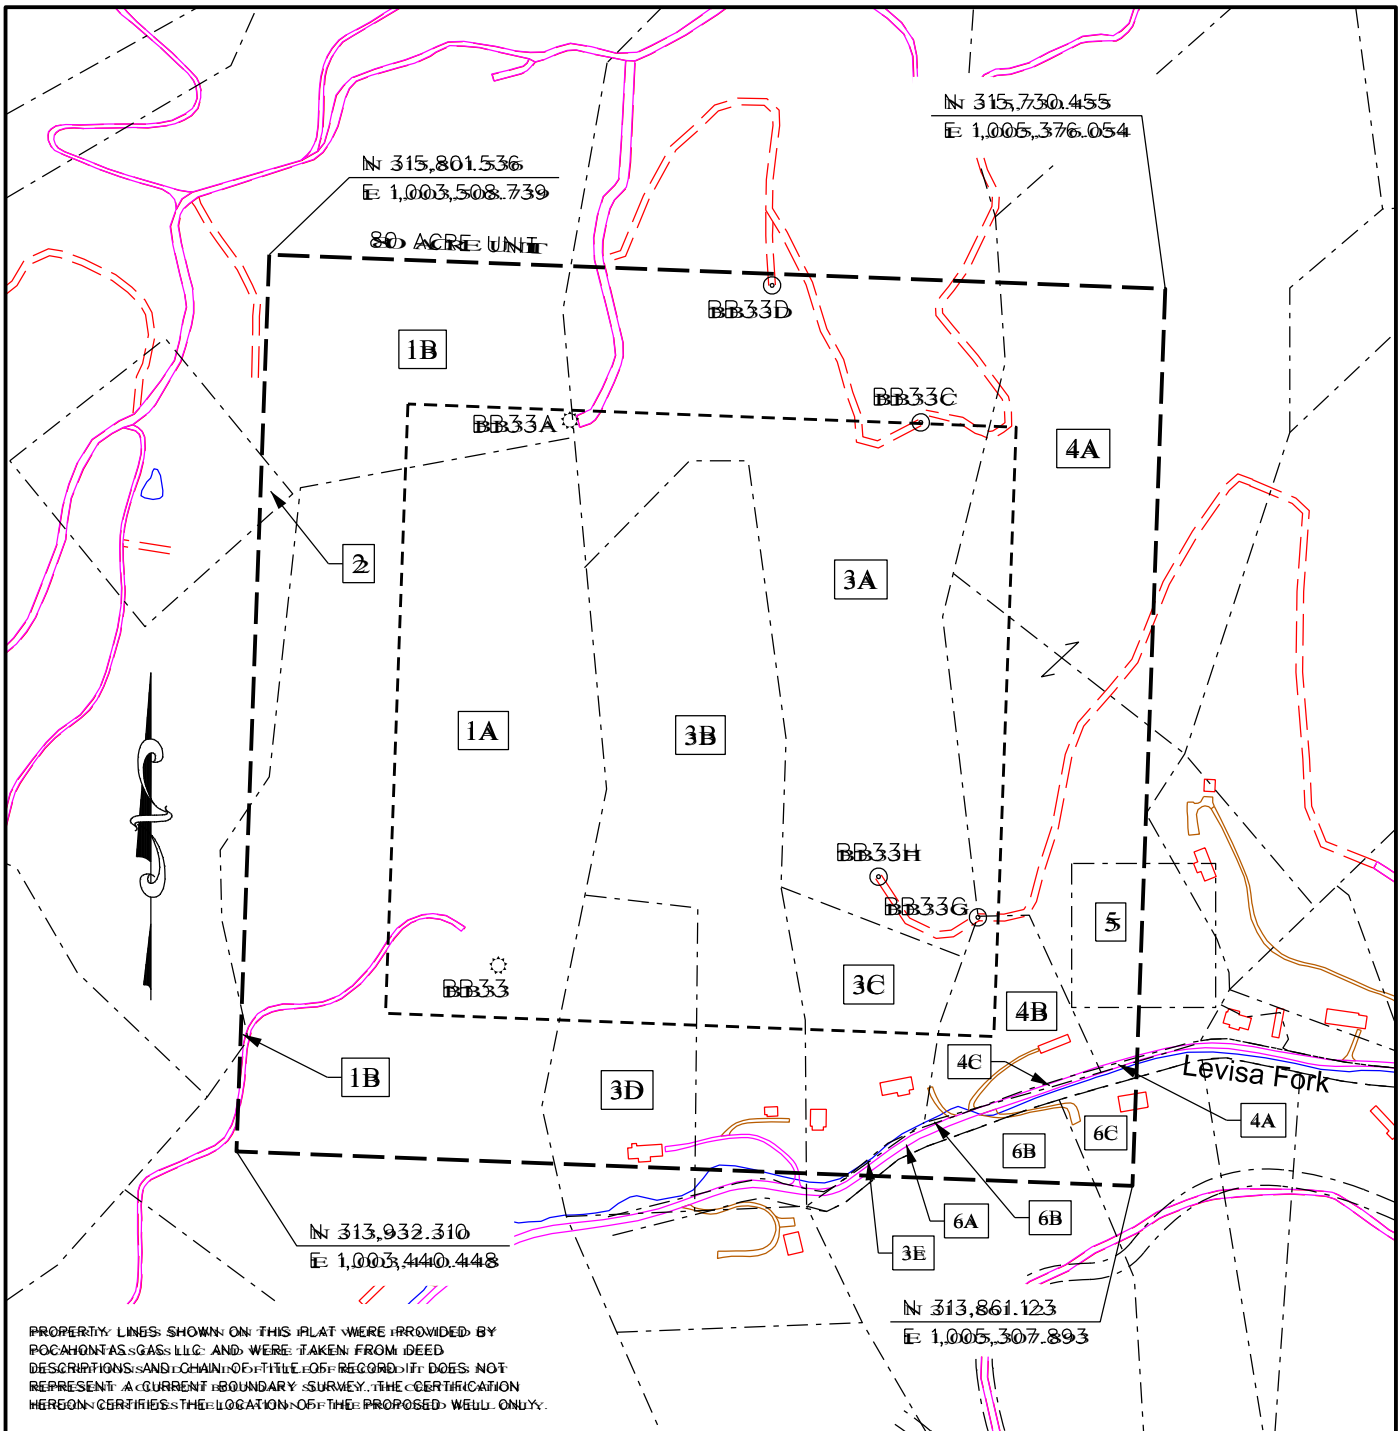 N 315,730.455
E 1,005,376.054
N 315,801.536
E 1,003,508.739
80 ACRE UNIT
BB33D
1B
BB33C
BB33A
4A
2
3A
1A
3B
BB33H
BB33G
5
BB33
3C
4B
4C
Levisa Fork
1B
3D
4A
6C
6B
6A
6B
3E
N 313,932.310
E 1,003,440.448
N 313,861.123
E 1,005,307.893
PROPERTY LINES SHOWN ON THIS PLAT WERE PROVIDED BY
POCAHONTAS GAS LLC AND WERE TAKEN FROM DEED
DESCRIPTIONS AND CHAIN OF TITLE OF RECORD IT DOES NOT
REPRESENT A CURRENT BOUNDARY SURVEY. THE CERTIFICATION
HEREON CERTIFIES THE LOCATION OF THE PROPOSED WELL ONLY.